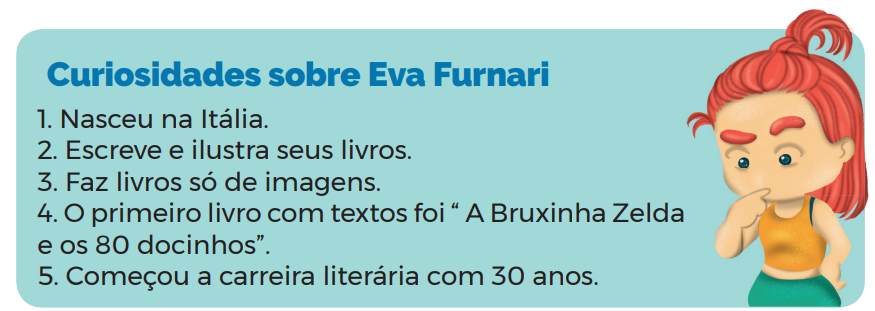 Curiosidades sobre Eva Furnari
1. Nasceu na Itália.
2. Escreve e ilustra seus livros.
3. Faz livros só de imagens.
4. O primeiro livro com textos foi “ A Bruxinha Zelda
e os 80 docinhos”.
5. Começou a carreira literária com 30 anos.